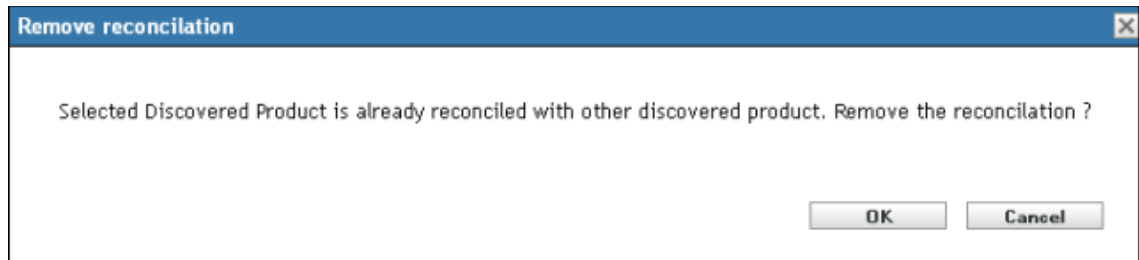 Remove reconcilation
Selected Discovered Product is already reconciled with other discovered product. Remove the reconcilation ?
OK
Cancel